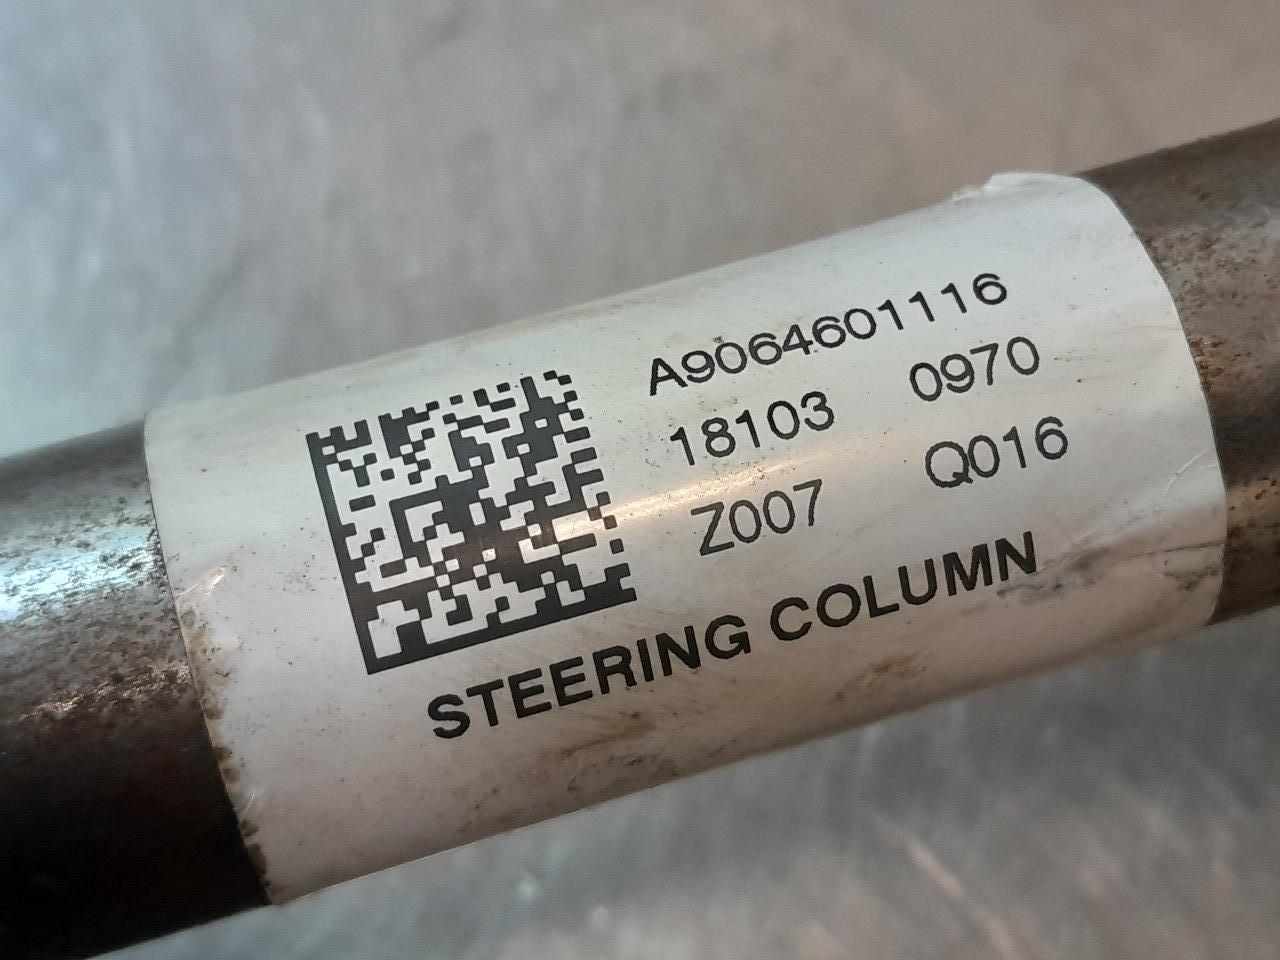 A9064601116
18103 0970
Z007 Q016
STEERING COLUMN